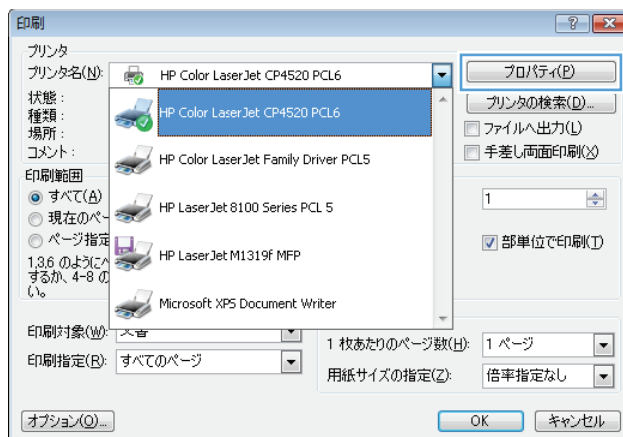 印刷
プリンタ
プリンタ名(N): HP Color LaserJet CP4520 PCL6 プロパティ(P)
状態 : HP Color LaserJet CP4520 PCL6 プリンタの検索(D)...
種類 : ファイルへ出力(L)
場所 :
コメント : HP Color LaserJet Family Driver PCL5 手差し両面印刷(X)
印刷範囲
すべて(A) HP LaserJet 8100 Series PCL 5 1
現在のペー
ページ指定 部単位で印刷(T)
1,3,6 のように HP LaserJet M1319f MFP
するか、4-8 の
い。
Microsoft XPS Document Writer
印刷対象(W): 文書
1 枚あたりのページ数(H): 1 ページ
印刷指定(R): すべてのページ
用紙サイズの指定(Z): 倍率指定なし
オプション(O)... OK キャンセル